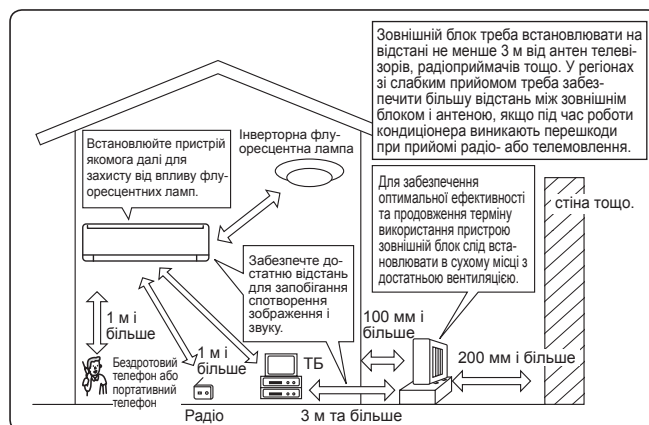 Зовнішній блок треба встановлювати на
відстані не менше 3 м від антен телеві-
зорів, радіоприймачів тощо. У регіонах
зі слабким прийомом треба забез-
печити більшу відстань між зовнішнім
блоком і антеною, якщо під час роботи
кондиціонера виникають перешкоди
при прийомі радіо- або телемовлення.
Встановлюйте пристрій
якомога далі для
захисту від впливу флу-
оресцентних ламп.
Інверторна флу-
оресцентна лампа
Для забезпечення
оптимальної ефективності
та продовження терміну
використання пристрою
зовнішній блок слід вста-
новлювати в сухому місці з
достатньою вентиляцією.
стіна тощо.
Забезпечте до-
статню відстань
для запобігання
спотворення
зображення і
звуку.
1 м і
більше
Бездротовий
телефон або
портативний
телефон
1 м і
більше
Радіо
ТБ
3 м та більше
100 мм і
більше
200 мм і більше